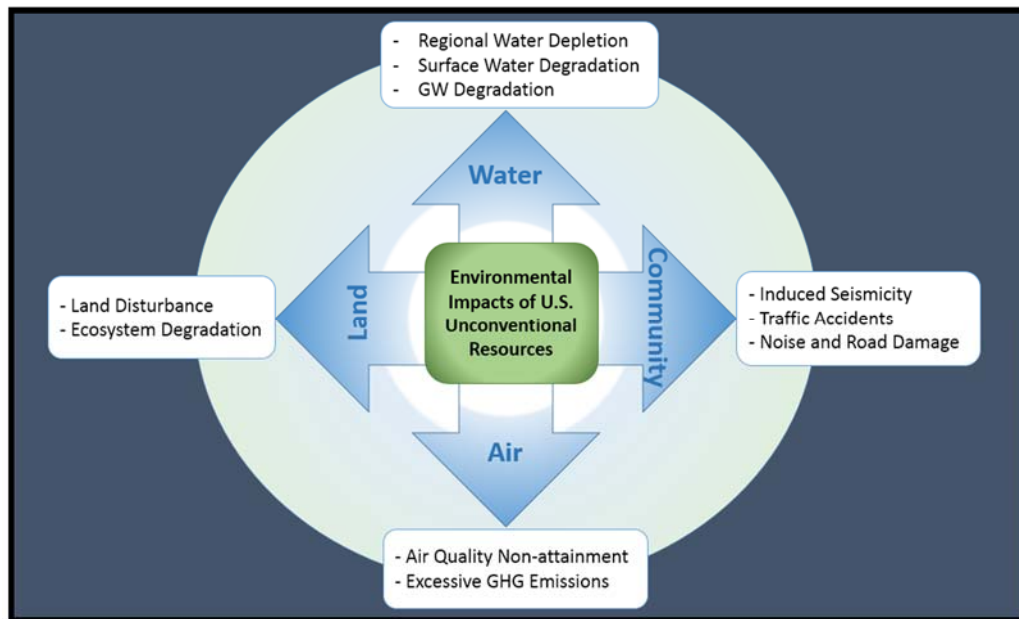 - Regional Water Depletion
- Surface Water Degradation
- GW Degradation
Water
- Land Disturbance
- Ecosystem Degradation
Land
Environmental
Impacts of U.S.
Unconventional
Resources
Community
- Induced Seismicity
- Traffic Accidents
- Noise and Road Damage
Air
- Air Quality Non-attainment
- Excessive GHG Emissions